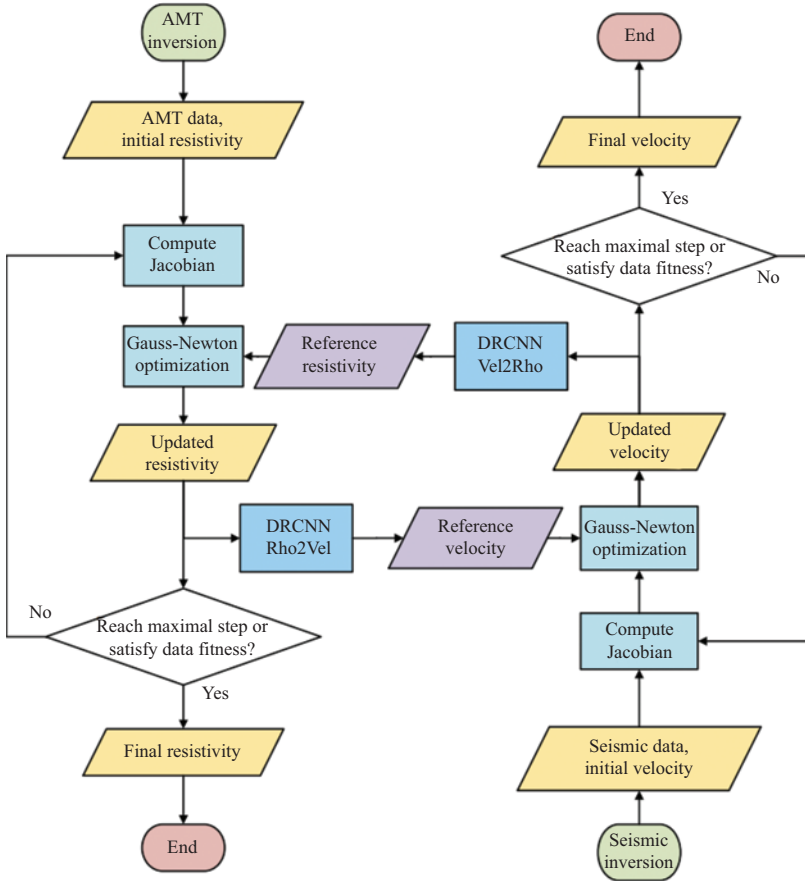 AMT
inversion
AMT data,
initial resistivity
Compute
Jacobian
Gauss-Newton
optimization
Updated
resistivity
DRCNN
Rho2Vel
Reference
velocity
No
Reach maximal step or
satisfy data fitness?
Yes
Final resistivity
End
End
Final velocity
Yes
Reach maximal step or
satisfy data fitness?
No
Reference
resistivity
DRCNN
Vel2Rho
Updated
velocity
Gauss-Newton
optimization
Compute
Jacobian
Seismic data,
initial velocity
Seismic
inversion